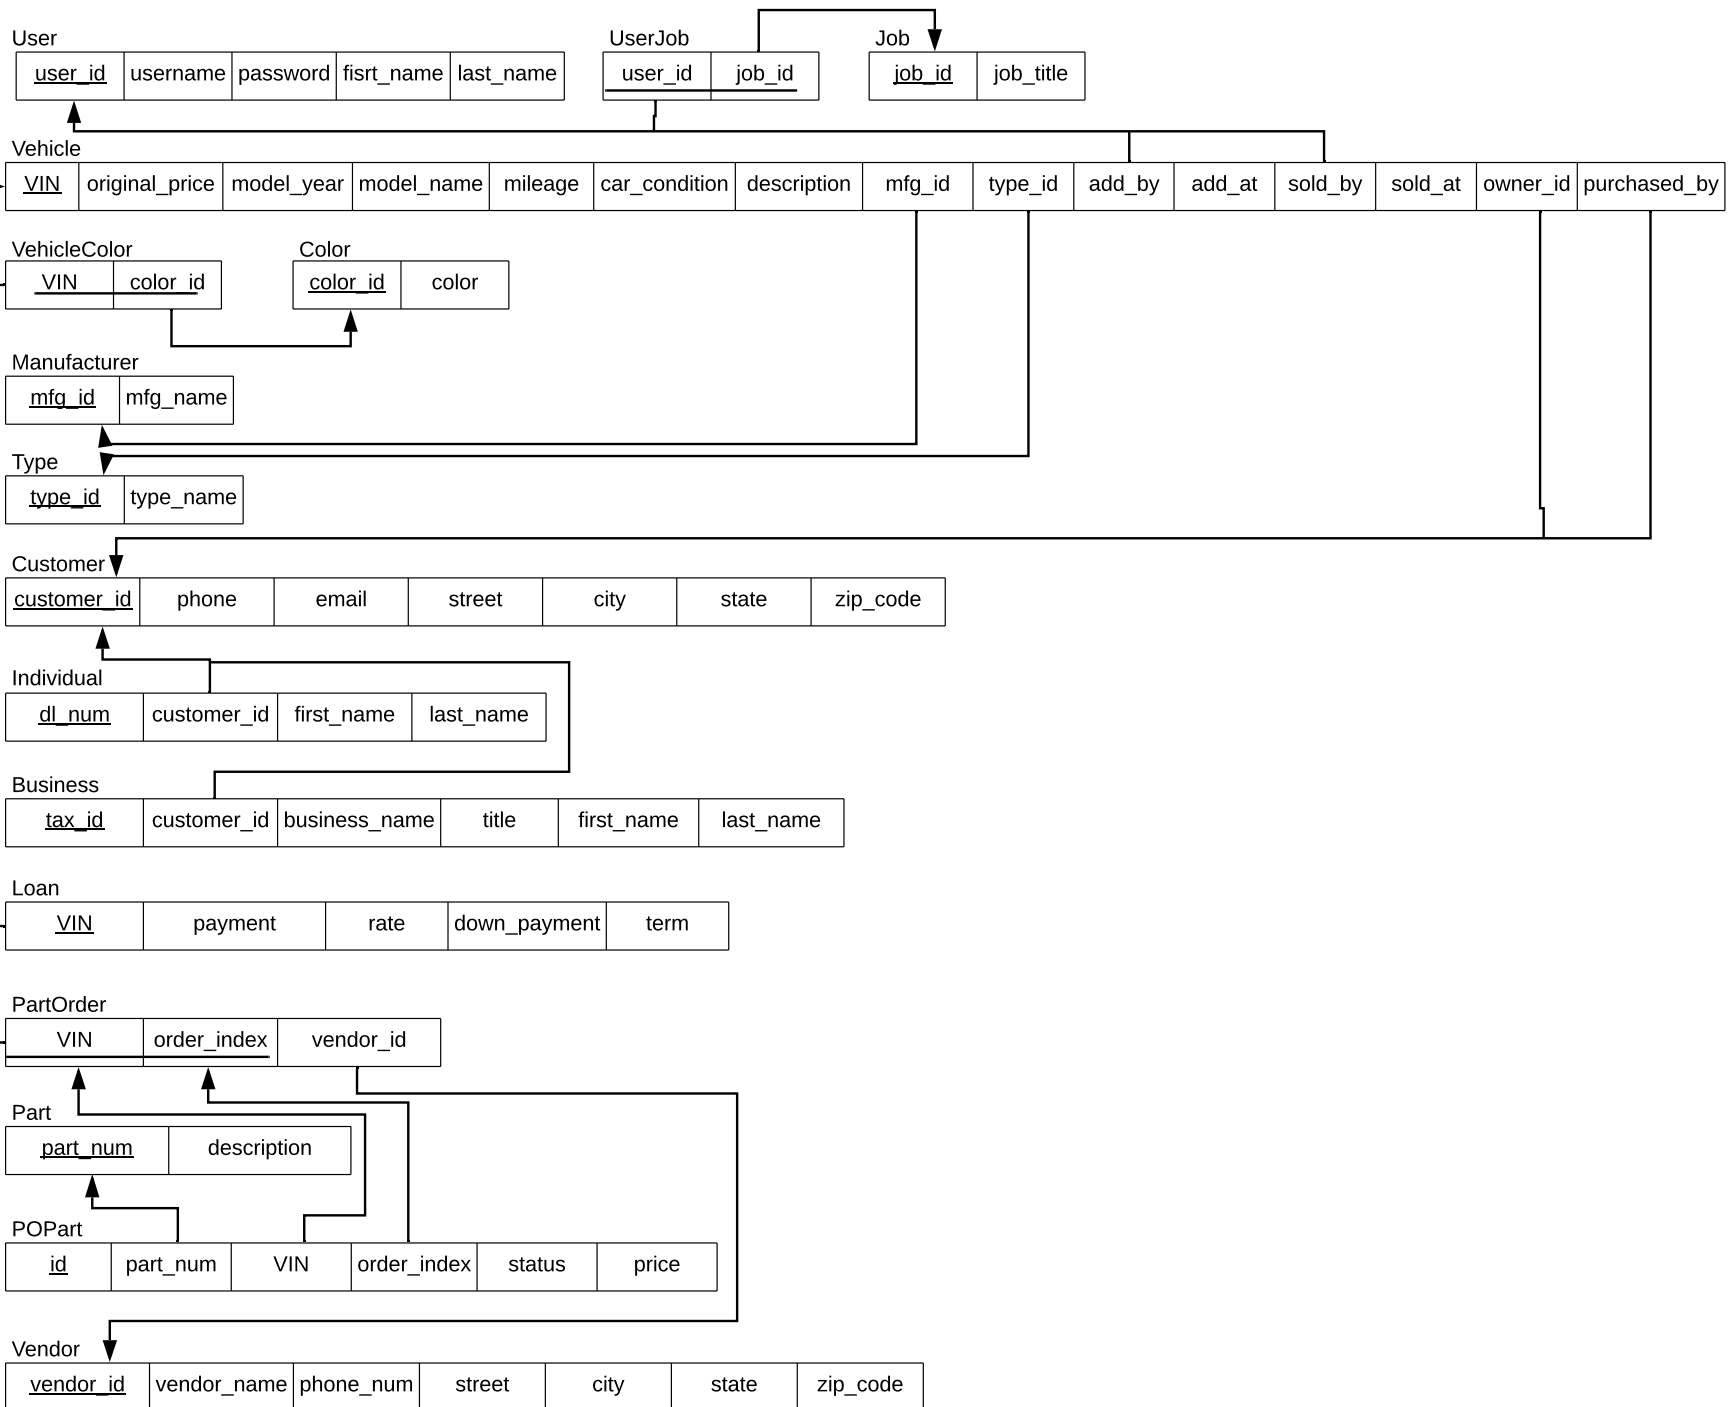 User UserJob Job
user_id username password fisrt_name last_name user_id job_id job_id job_title
Vehicle
VIN original_price model_year model_name mileage car_condition description mfg_id type_id add_by add_at sold_by sold_at owner_id purchased_by
VehicleColor Color
VIN color_id color_id color
Manufacturer
mfg_id mfg_name
Type
type_id type_name
Customer
customer_id phone email street city state zip_code
Individual
dl_num customer_id first_name last_name
Business
tax_id customer_id business_name title first_name last_name
Loan
VIN payment rate down_payment term
PartOrder
VIN order_index vendor_id
Part
part_num description
POPart
id part_num VIN order_index status price
Vendor
vendor_id vendor_name phone_num street city state zip_code